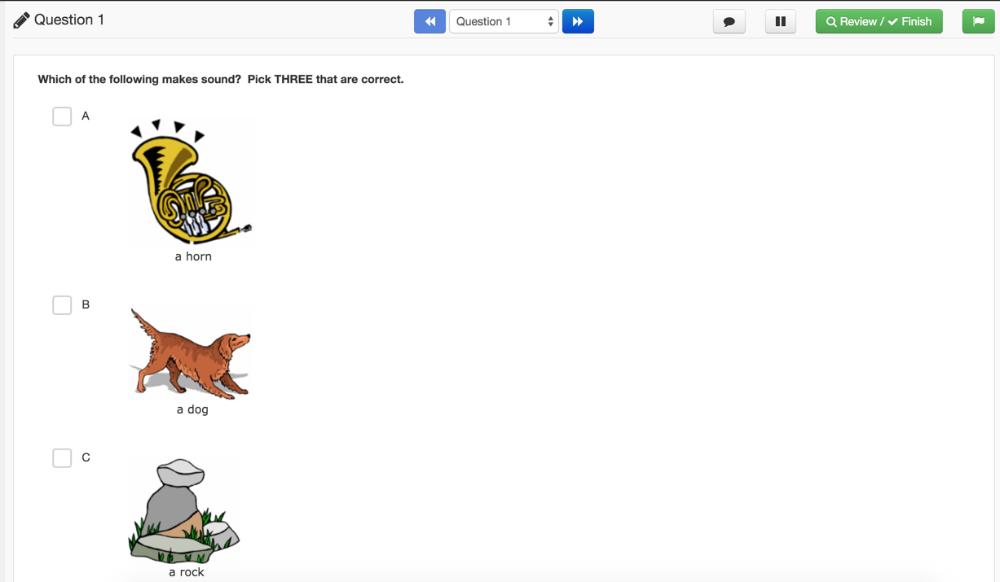 Question 1
Question 1
Review / Finish
Which of the following makes sound?  Pick THREE that are correct.
A
a horn
B
a dog
C
a rock